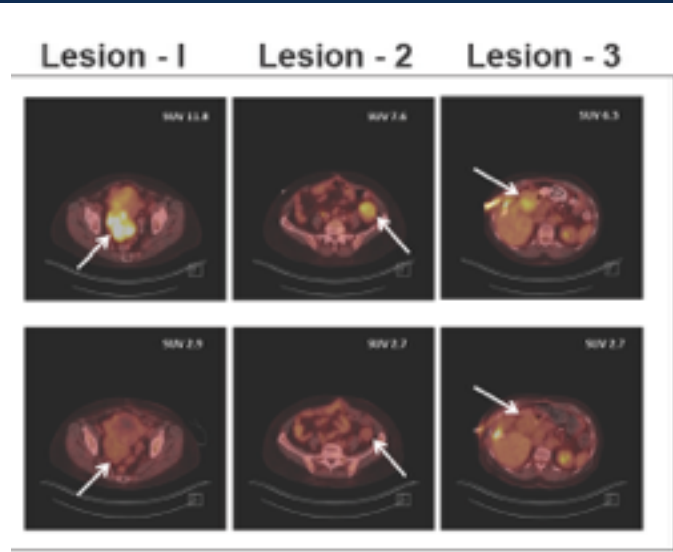 Lesion - 1 Lesion - 2 Lesion - 3
SUV 11.8 SUV 7.6 SUV 6.3
SUV 2.9 SUV 2.7 SUV 2.7